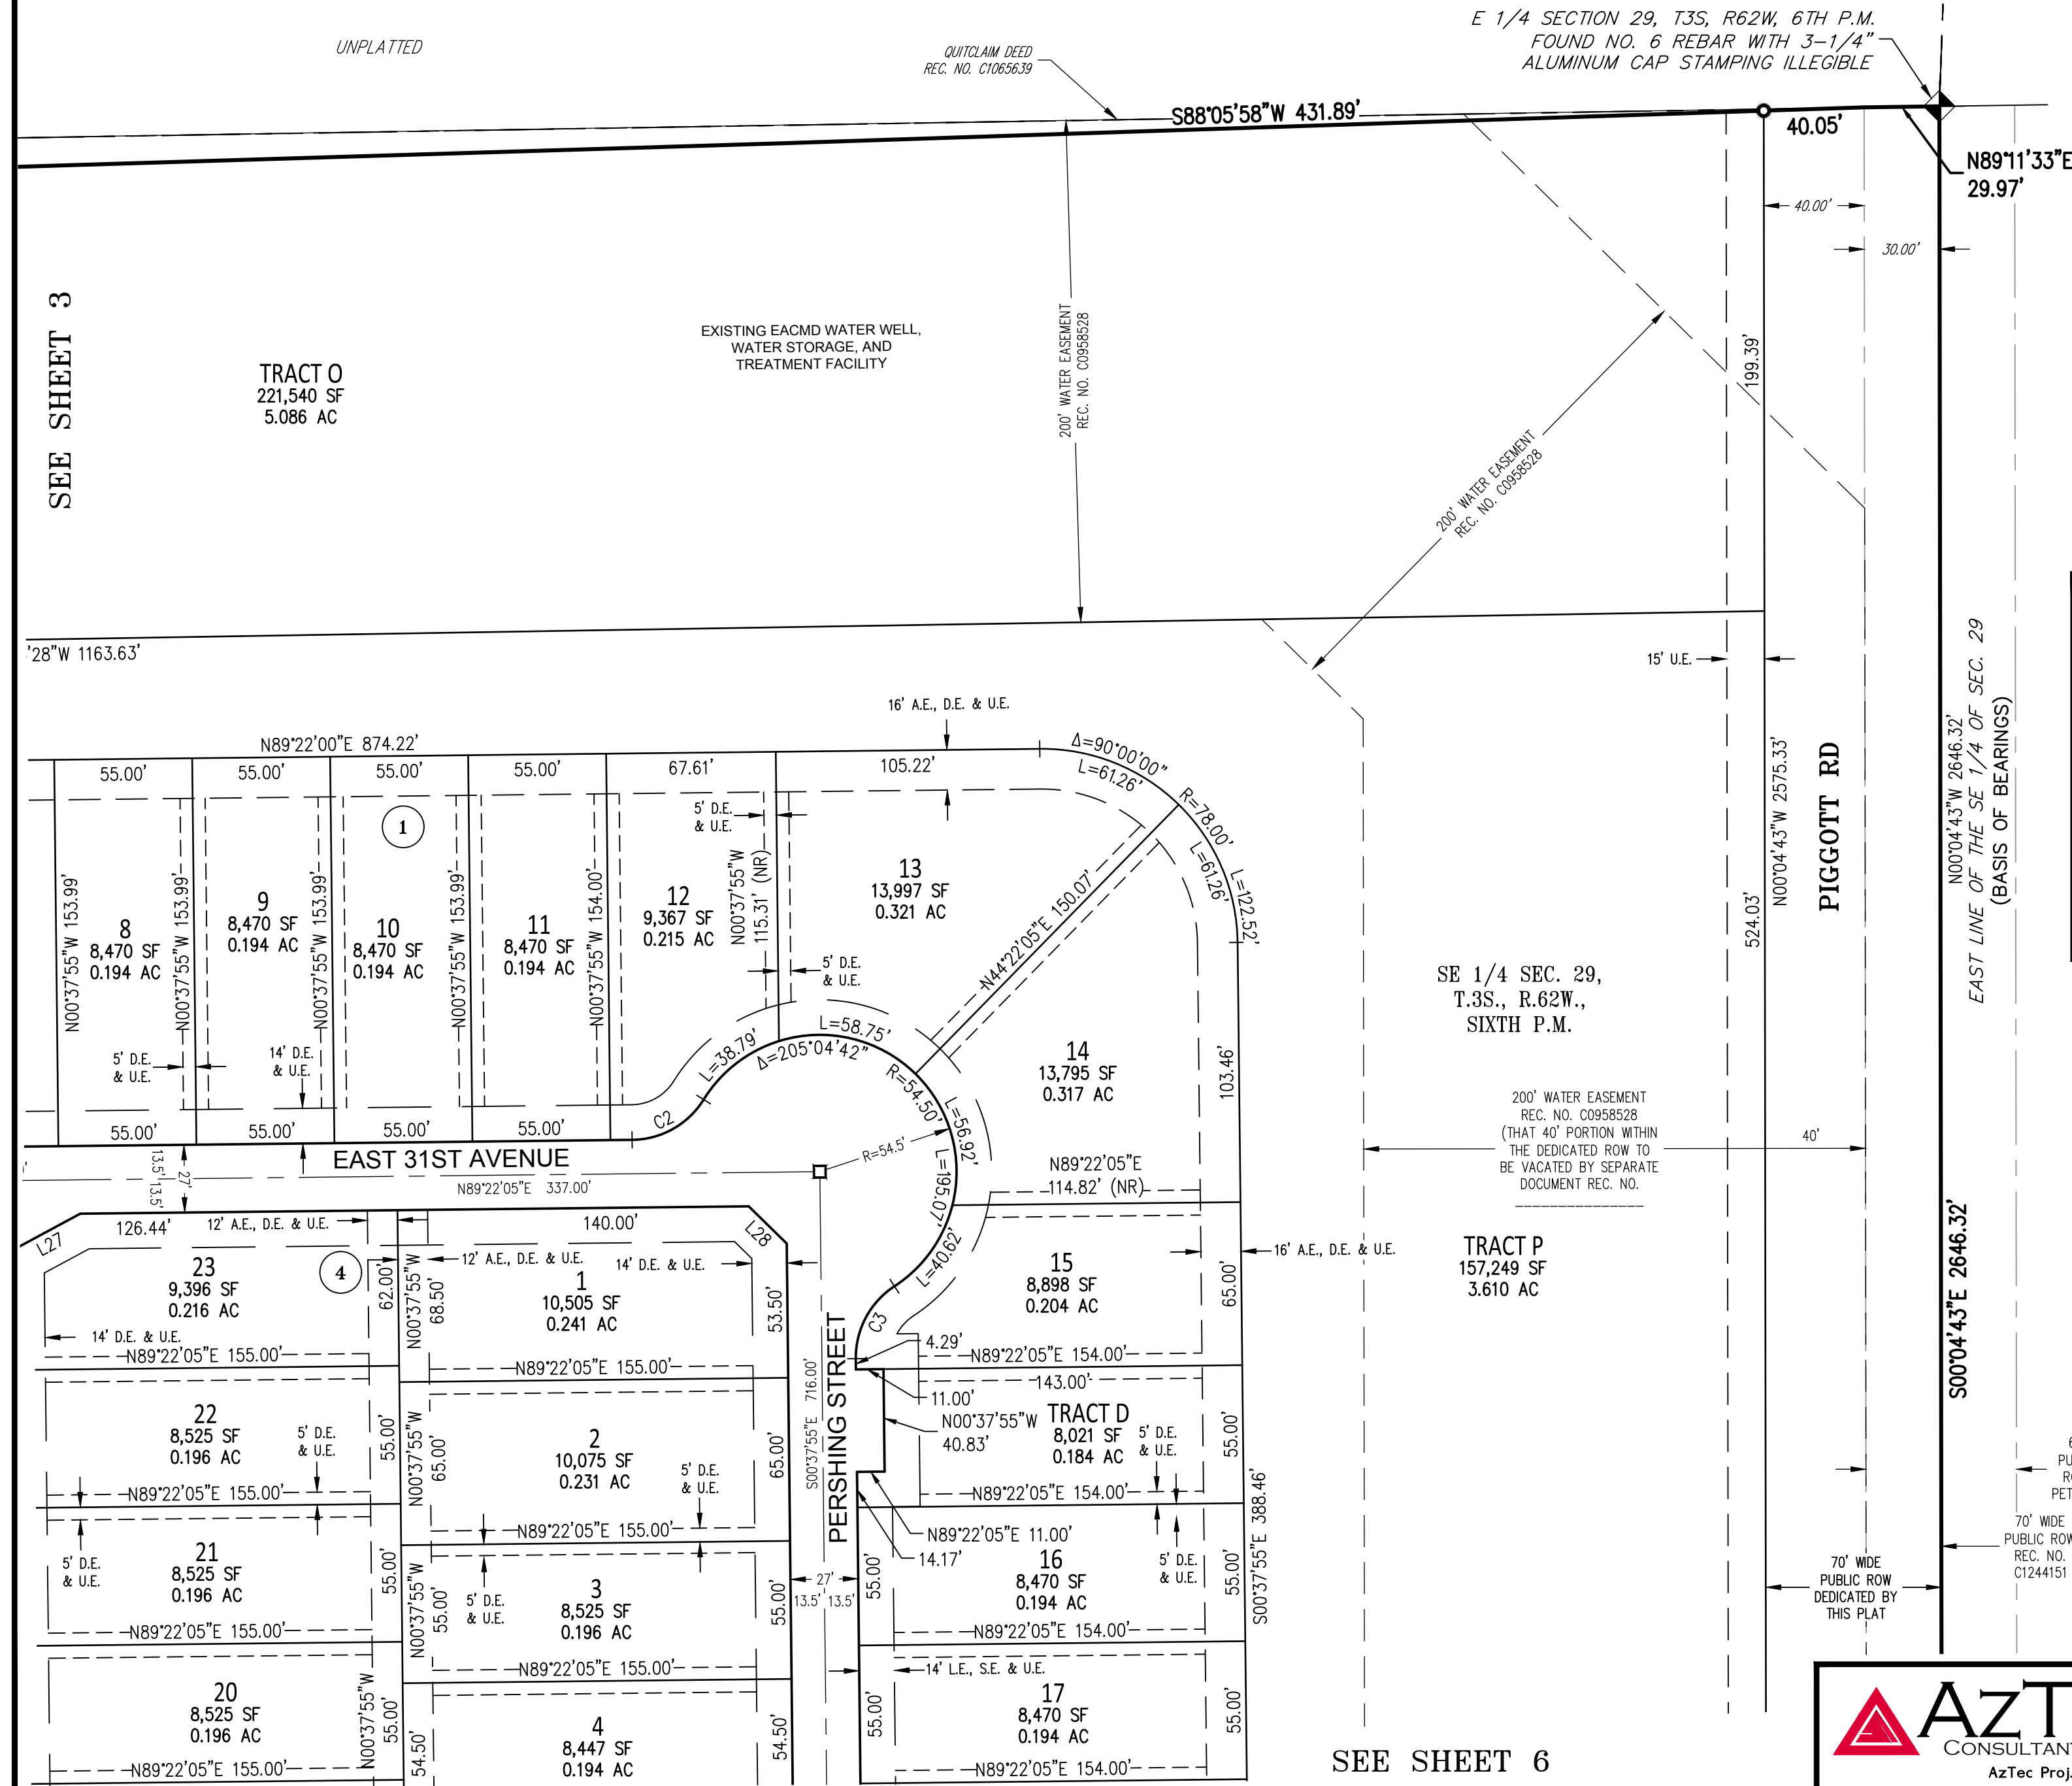 UNPLATTED
QUITCLAIM DEED
REC. NO. C1065639
E 1/4 SECTION 29, T3S, R62W, 6TH P.M.
FOUND NO. 6 REBAR WITH 3-1/4"
ALUMINUM CAP STAMPING ILLEGIBLE
S88°05'58"W 431.89'
40.05'
N89°11'33"E
29.97'
40.00'
30.00'
SEE SHEET 3
TRACT O
221,540 SF
5.086 AC
EXISTING EACMD WATER WELL,
WATER STORAGE, AND
TREATMENT FACILITY
200' WATER EASEMENT
REC. NO. C0958528
200' WATER EASEMENT
REC. NO. C0958528
199.39'
'28"W 1163.63'
15' U.E.
16' A.E., D.E. & U.E.
N89°22'00"E 874.22'
55.00'
55.00'
55.00'
55.00'
67.61'
105.22'
Δ=90°00'00"
L=61.26'
R=78.00'
L=61.26'
L=122.52'
1
5' D.E.
& U.E.
N00°37'55"W 153.99'
8
8,470 SF
0.194 AC
N00°37'55"W 153.99'
9
8,470 SF
0.194 AC
N00°37'55"W 153.99'
10
8,470 SF
0.194 AC
N00°37'55"W 153.99'
11
8,470 SF
0.194 AC
N00°37'55"W 154.00'
12
9,367 SF
0.215 AC
N00°37'55"W
115.31' (NR)
13
13,997 SF
0.321 AC
5' D.E.
& U.E.
N44°22'05"E 150.07'
524.03'
N00°04'43"W 2575.33'
PIGGOTT RD
N00°04'43"W 2646.32'
EAST LINE OF THE SE 1/4 OF SEC. 29
(BASIS OF BEARINGS)
SE 1/4 SEC. 29,
T.3S., R.62W.,
SIXTH P.M.
5' D.E.
& U.E.
14' D.E.
& U.E.
L=38.79'
L=58.75'
Δ=205°04'42"
R=54.50'
L=56.92'
L=195.07'
L=40.62'
R=54.5'
C2
14
13,795 SF
0.317 AC
103.46'
55.00'
55.00'
55.00'
55.00'
EAST 31ST AVENUE
N89°22'05"E 337.00'
13.5'
13.5'
27'
N89°22'05"E
114.82' (NR)
200' WATER EASEMENT
REC. NO. C0958528
(THAT 40' PORTION WITHIN
THE DEDICATED ROW TO
BE VACATED BY SEPARATE
DOCUMENT REC. NO.
40'
L27
126.44'
12' A.E., D.E. & U.E.
140.00'
L28
23
9,396 SF
0.216 AC
4
62.00'
N00°37'55"W
68.50'
12' A.E., D.E. & U.E.
14' D.E. & U.E.
1
10,505 SF
0.241 AC
53.50'
14' D.E. & U.E.
N89°22'05"E 155.00'
N89°22'05"E 155.00'
15
8,898 SF
0.204 AC
65.00'
16' A.E., D.E. & U.E.
TRACT P
157,249 SF
3.610 AC
S00°04'43"E 2646.32'
C3
4.29'
N89°22'05"E 154.00'
143.00'
11.00'
N00°37'55"W
40.83'
TRACT D
8,021 SF
0.184 AC
5' D.E.
& U.E.
55.00'
N89°22'05"E 154.00'
S00°37'55"E 716.00'
PERSHING STREET
22
8,525 SF
0.196 AC
5' D.E.
& U.E.
55.00'
N00°37'55"W
65.00'
2
10,075 SF
0.231 AC
5' D.E.
& U.E.
65.00'
N89°22'05"E 155.00'
N89°22'05"E 155.00'
N89°22'05"E 11.00'
14.17'
5' D.E.
& U.E.
21
8,525 SF
0.196 AC
55.00'
N00°37'55"W
55.00'
5' D.E.
& U.E.
3
8,525 SF
0.196 AC
55.00'
27'
13.5'
13.5'
55.00'
16
8,470 SF
0.194 AC
5' D.E.
& U.E.
55.00'
S00°37'55"E 388.46'
N89°22'05"E 155.00'
N89°22'05"E 155.00'
N89°22'05"E 154.00'
14' L.E., S.E. & U.E.
20
8,525 SF
0.196 AC
N00°37'55"W
55.00'
54.50'
4
8,447 SF
0.194 AC
54.50'
55.00'
17
8,470 SF
0.194 AC
55.00'
N89°22'05"E 155.00'
N89°22'05"E 154.00'
70' WIDE
PUBLIC ROW
DEDICATED BY
THIS PLAT
70' WIDE
PUBLIC ROW
REC. NO.
C1244151
SEE SHEET 6
AZT
CONSULTAN
AzTec Proj.